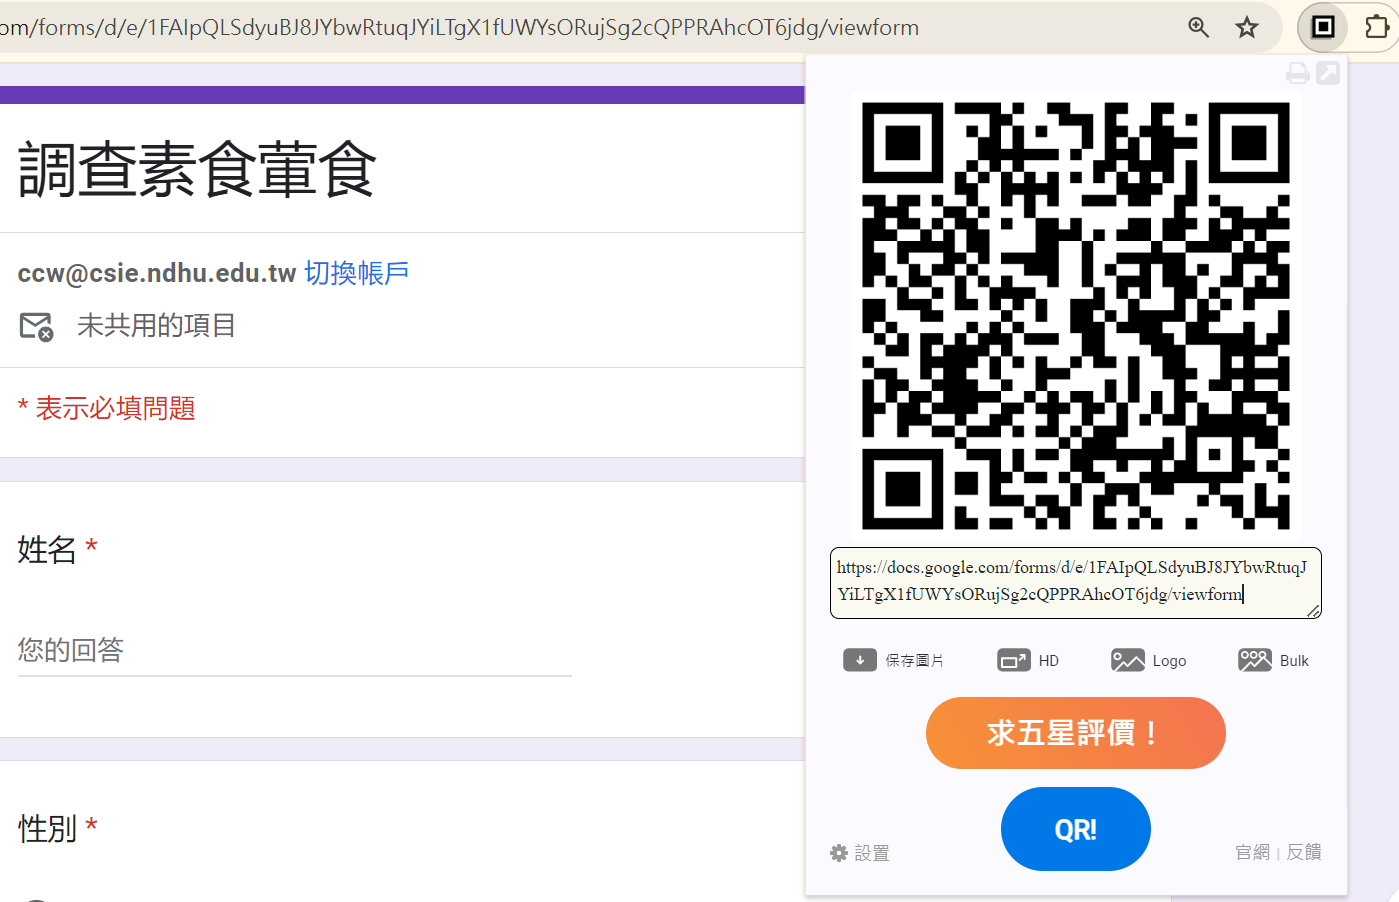 om/forms/d/e/1FAIpQLSdyuBJ8JYbwRtuqJYiLTgX1fUWYsORujSg2cQPPRAhcOT6jdg/viewform
調查素食葷食
ccw@csie.ndhu.edu.tw 切換帳戶
未共用的項目
* 表示必填問題
姓名 *
您的回答
性別 *
https://docs.google.com/forms/d/e/1FAIpQLSdyuBJ8JYbwRtuqJ
YiLTgX1fUWYsORujSg2cQPPRAhcOT6jdg/viewform
保存圖片 HD Logo Bulk
求五星評價！
QR!
設置 官網 | 反饋